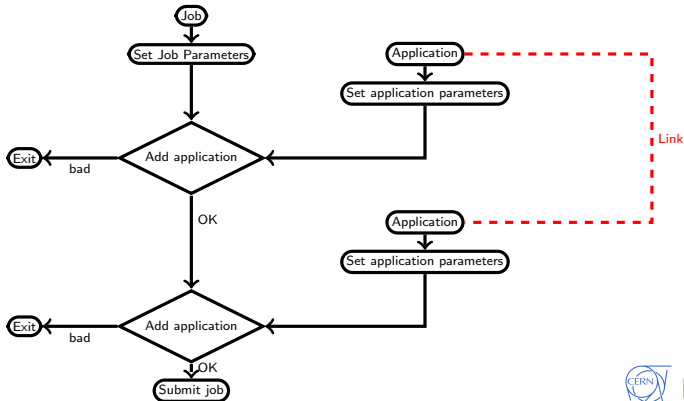 Job
Set Job Parameters
Application
Set application parameters
Link
Exit
bad
Add application
OK
Application
Set application parameters
Exit
bad
Add application
OK
Submit job
CERN